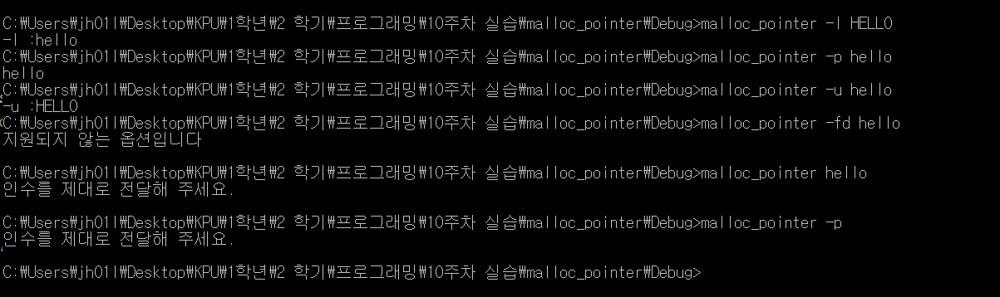 C:\Users\jh01l\Desktop\KPU\1학년\2 학기\프로그래밍\10주차 실습\malloc_pointer\Debug>malloc_pointer -l HELLO
-l :hello
C:\Users\jh01l\Desktop\KPU\1학년\2 학기\프로그래밍\10주차 실습\malloc_pointer\Debug>malloc_pointer -p hello
hello
C:\Users\jh01l\Desktop\KPU\1학년\2 학기\프로그래밍\10주차 실습\malloc_pointer\Debug>malloc_pointer -u hello
-u :HELLO
C:\Users\jh01l\Desktop\KPU\1학년\2 학기\프로그래밍\10주차 실습\malloc_pointer\Debug>malloc_pointer -fd hello
지원되지 않는 옵션입니다
C:\Users\jh01l\Desktop\KPU\1학년\2 학기\프로그래밍\10주차 실습\malloc_pointer\Debug>malloc_pointer hello
인수를 제대로 전달해 주세요.
C:\Users\jh01l\Desktop\KPU\1학년\2 학기\프로그래밍\10주차 실습\malloc_pointer\Debug>malloc_pointer -p
인수를 제대로 전달해 주세요.
C:\Users\jh01l\Desktop\KPU\1학년\2 학기\프로그래밍\10주차 실습\malloc_pointer\Debug>